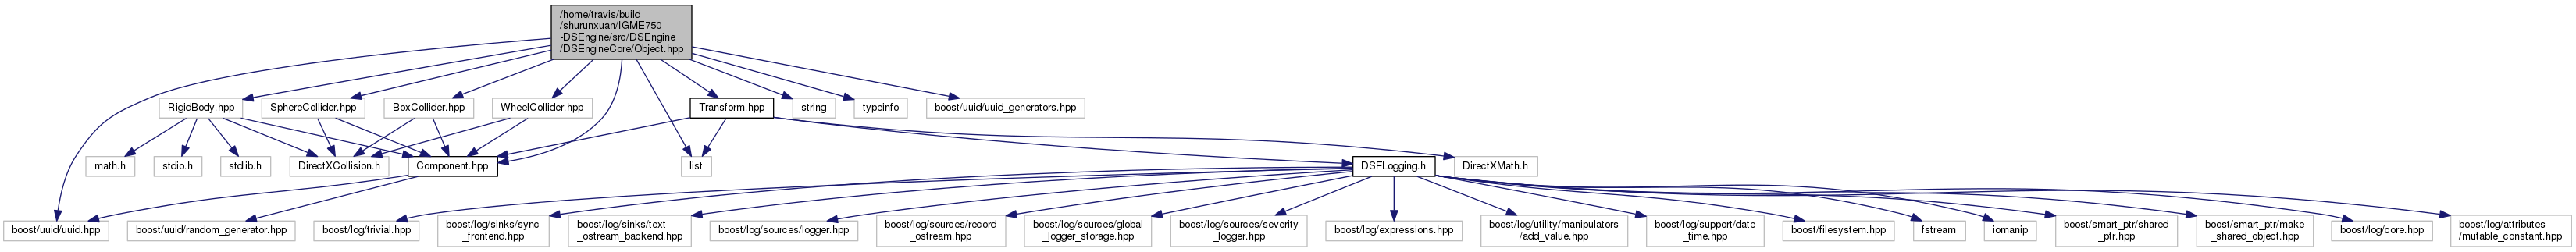 /home/travis/build
/shurunxuan/IGME750
-DSEngine/src/DSEngine
/DSEngineCore/Object.hpp
RigidBody.hpp
SphereCollider.hpp
BoxCollider.hpp
WheelCollider.hpp
Transform.hpp
string
typeinfo
boost/uuid/uuid_generators.hpp
math.h
stdio.h
stdlib.h
DirectXCollision.h
Component.hpp
list
DSFLogging.h
DirectXMath.h
boost/uuid/uuid.hpp
boost/uuid/random_generator.hpp
boost/log/trivial.hpp
boost/log/sinks/sync
_frontend.hpp
boost/log/sinks/text
_ostream_backend.hpp
boost/log/sources/logger.hpp
boost/log/sources/record
_ostream.hpp
boost/log/sources/global
_logger_storage.hpp
boost/log/sources/severity
_logger.hpp
boost/log/expressions.hpp
boost/log/utility/manipulators
/add_value.hpp
boost/log/support/date
_time.hpp
boost/filesystem.hpp
fstream
iomanip
boost/smart_ptr/shared
_ptr.hpp
boost/smart_ptr/make
_shared_object.hpp
boost/log/core.hpp
boost/log/attributes
/mutable_constant.hpp